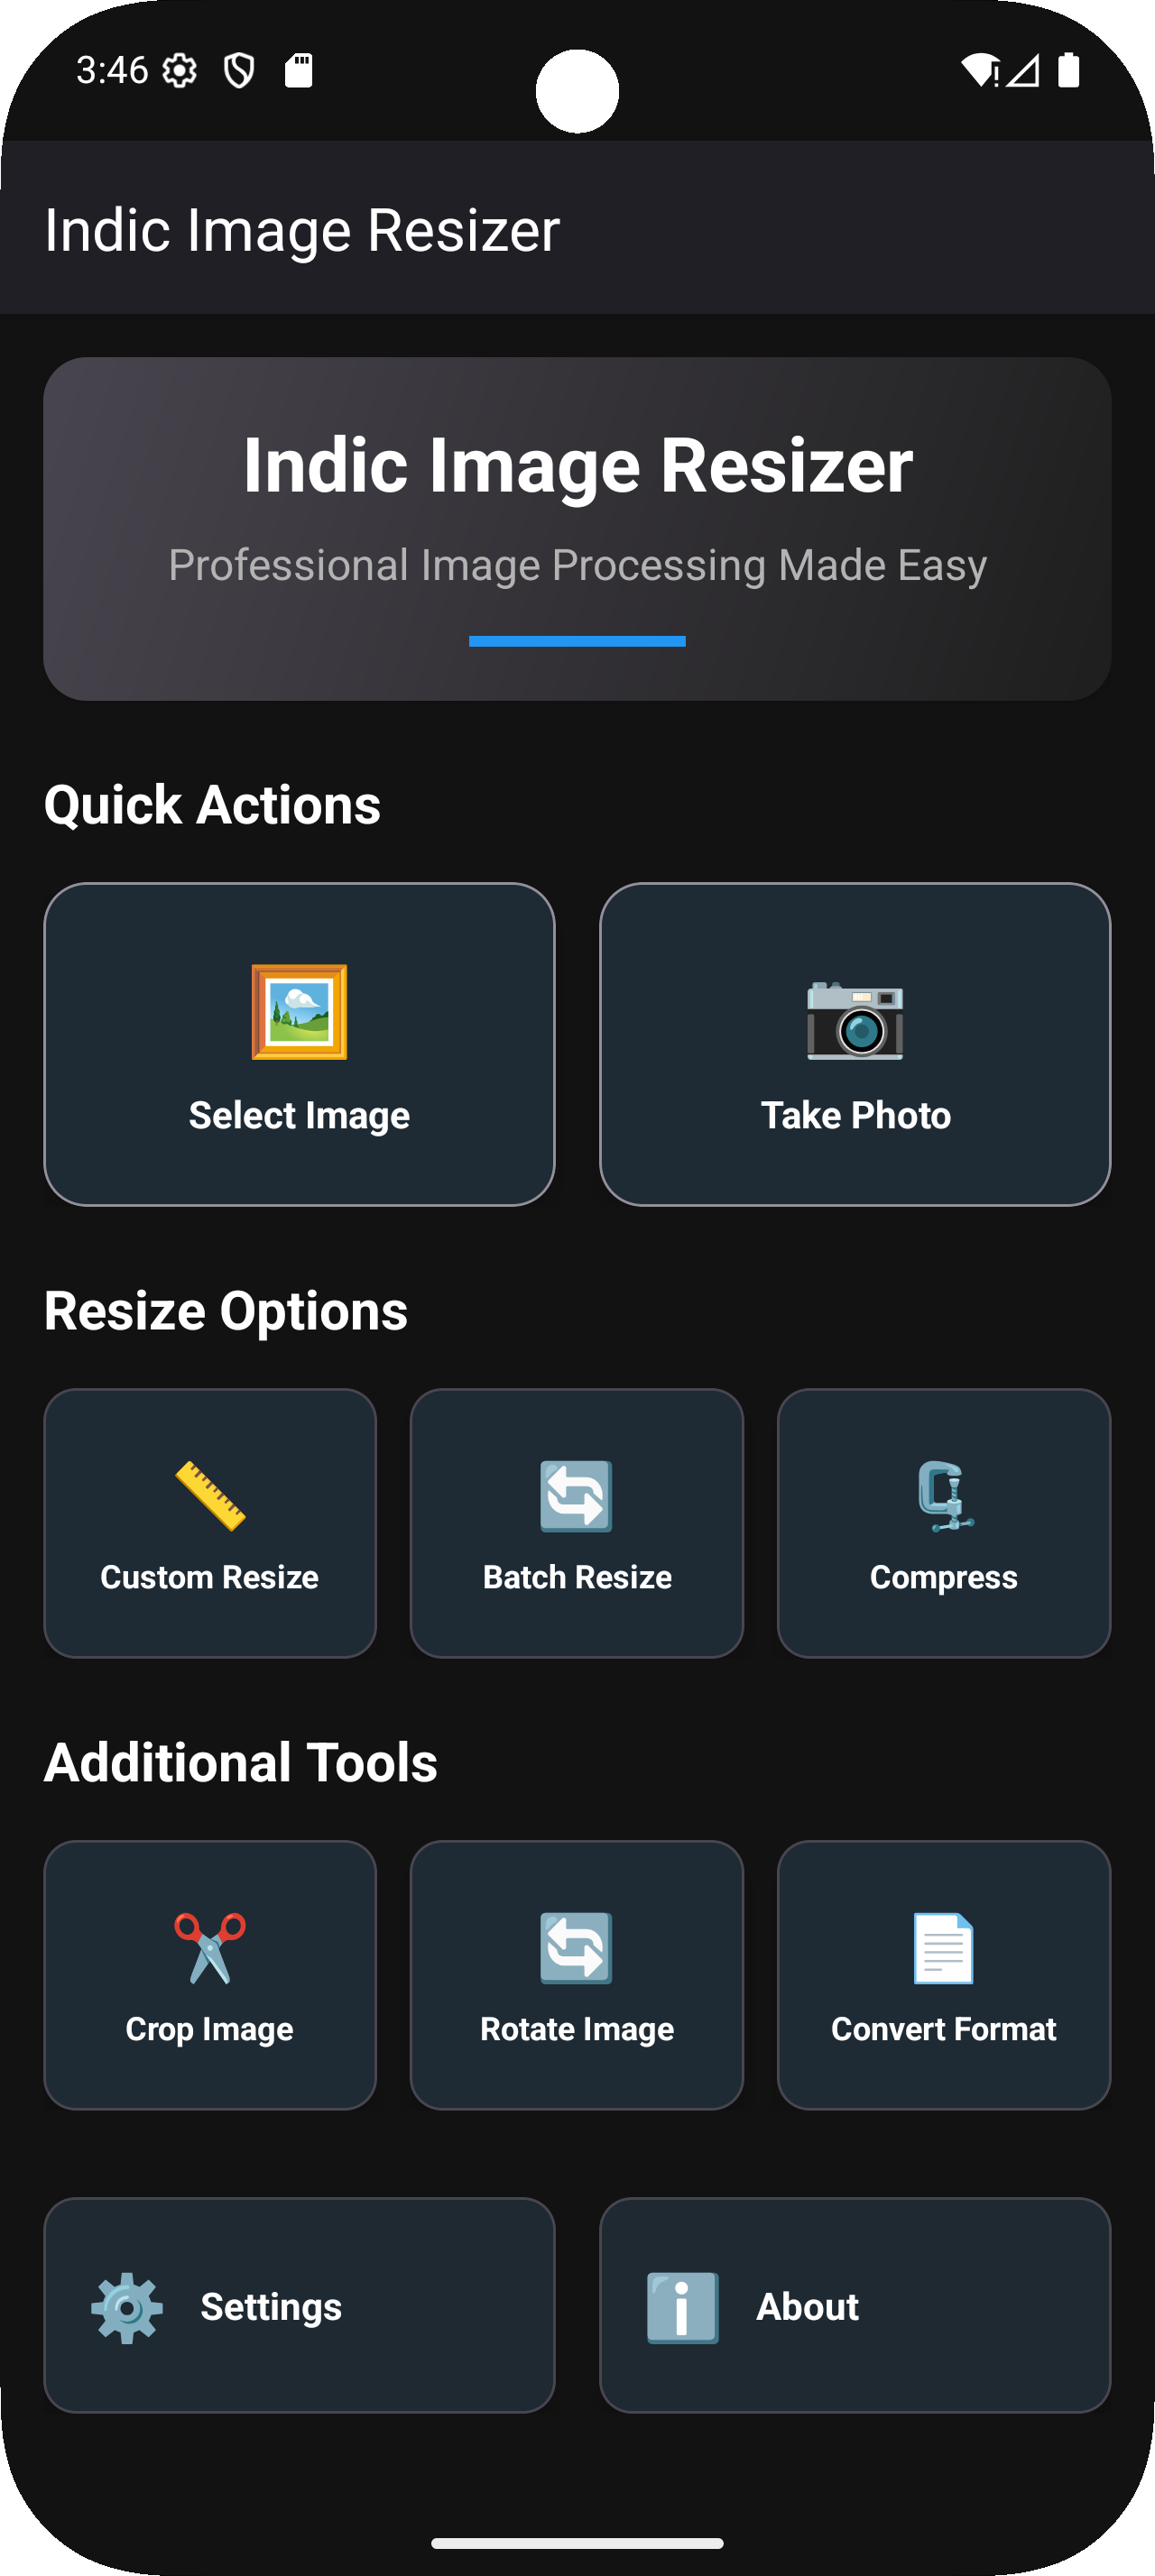 3:46
Indic Image Resizer
Indic Image Resizer
Professional Image Processing Made Easy
Quick Actions
Select Image
Take Photo
Resize Options
Custom Resize
Batch Resize
Compress
Additional Tools
Crop Image
Rotate Image
Convert Format
Settings
About